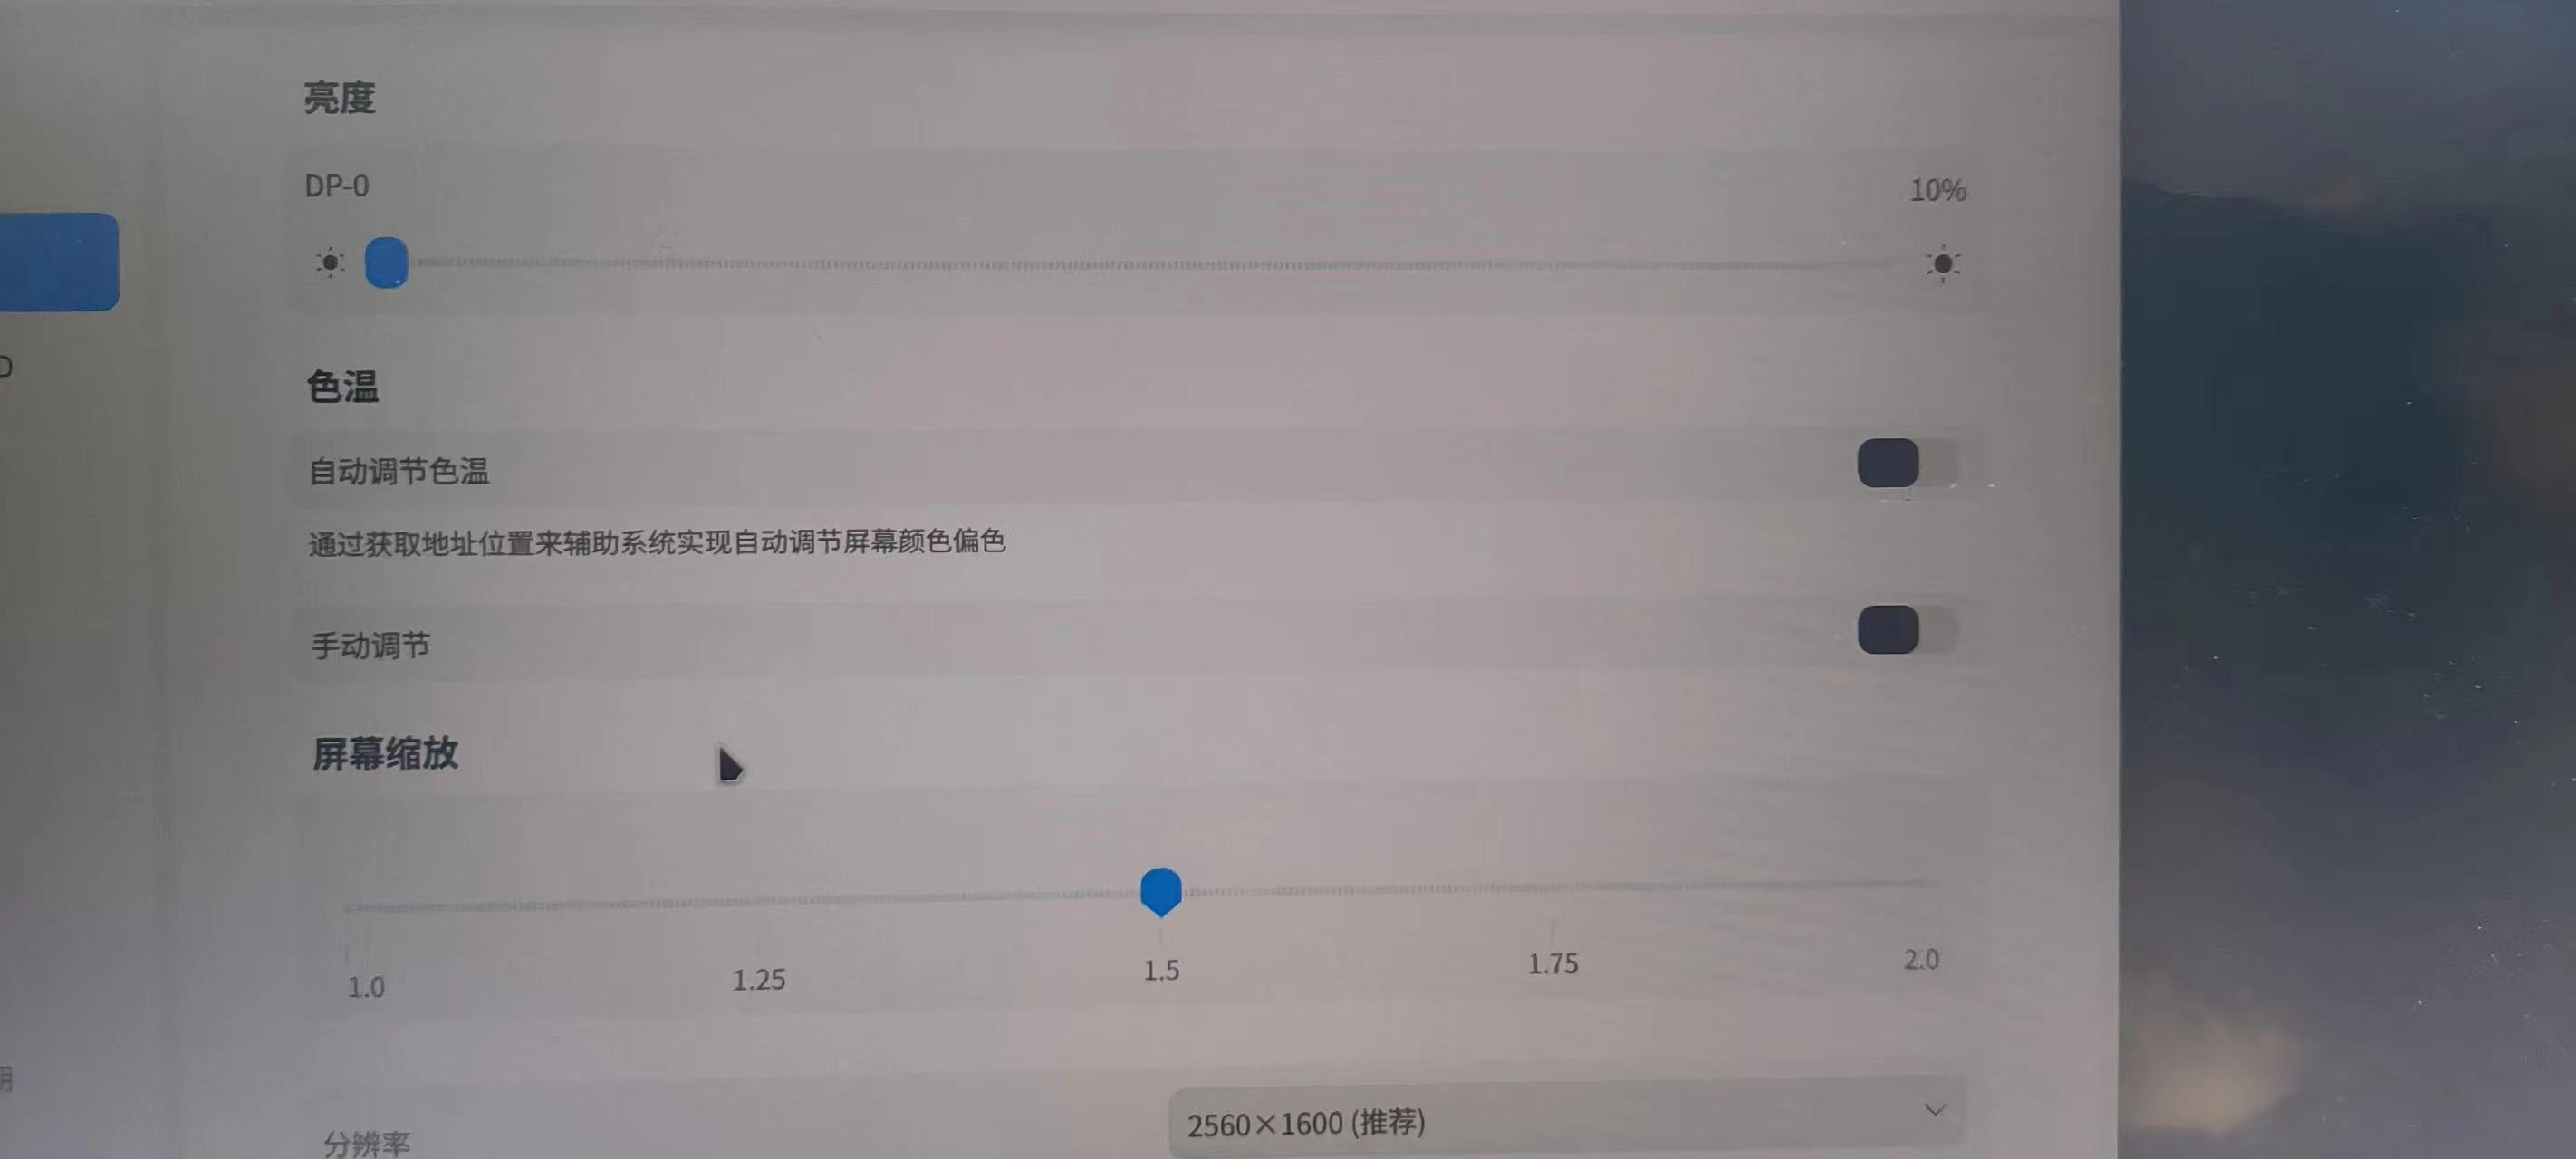 亮度
DP-0
10%
色温
自动调节色温
通过获取地址位置来辅助系统实现自动调节屏幕颜色偏色
手动调节
屏幕缩放
1.0
1.25
1.5
1.75
2.0
分辨率
2560×1600 (推荐)